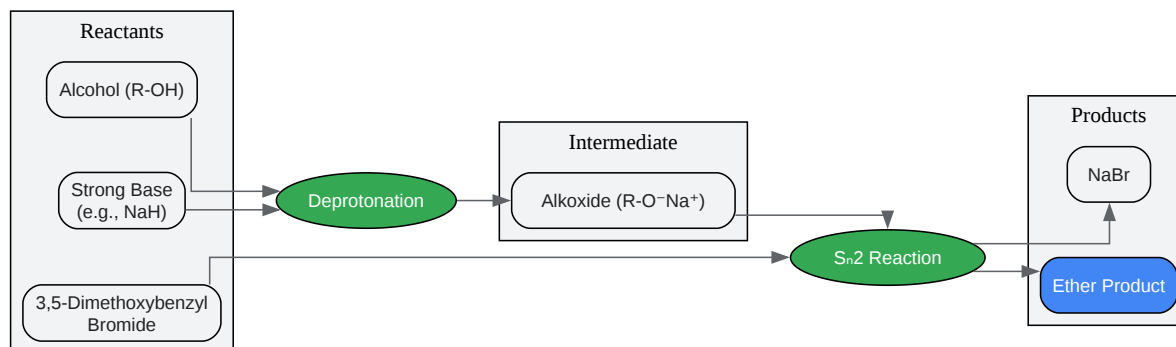 Reactants
Alcohol (R-OH)
Strong Base
(e.g., NaH)
3,5-Dimethoxybenzyl
Bromide
Deprotonation
Intermediate
Alkoxide (R-O⁻Na⁺)
Sₙ2 Reaction
Products
NaBr
Ether Product